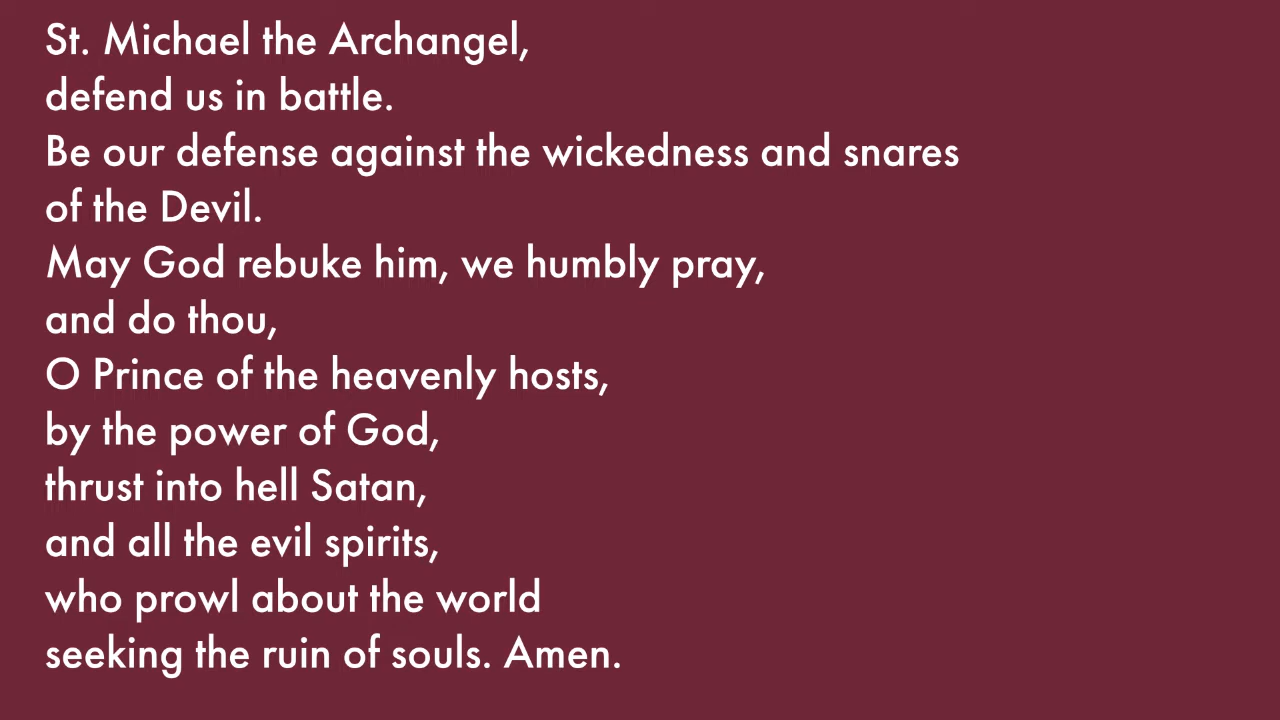 St. Michael the Archangel,
defend us in battle.
Be our defense against the wickedness and snares
of the Devil.
May God rebuke him, we humbly pray,
and do thou,
O Prince of the heavenly hosts,
by the power of God,
thrust into hell Satan,
and all the evil spirits,
who prowl about the world
seeking the ruin of souls. Amen.